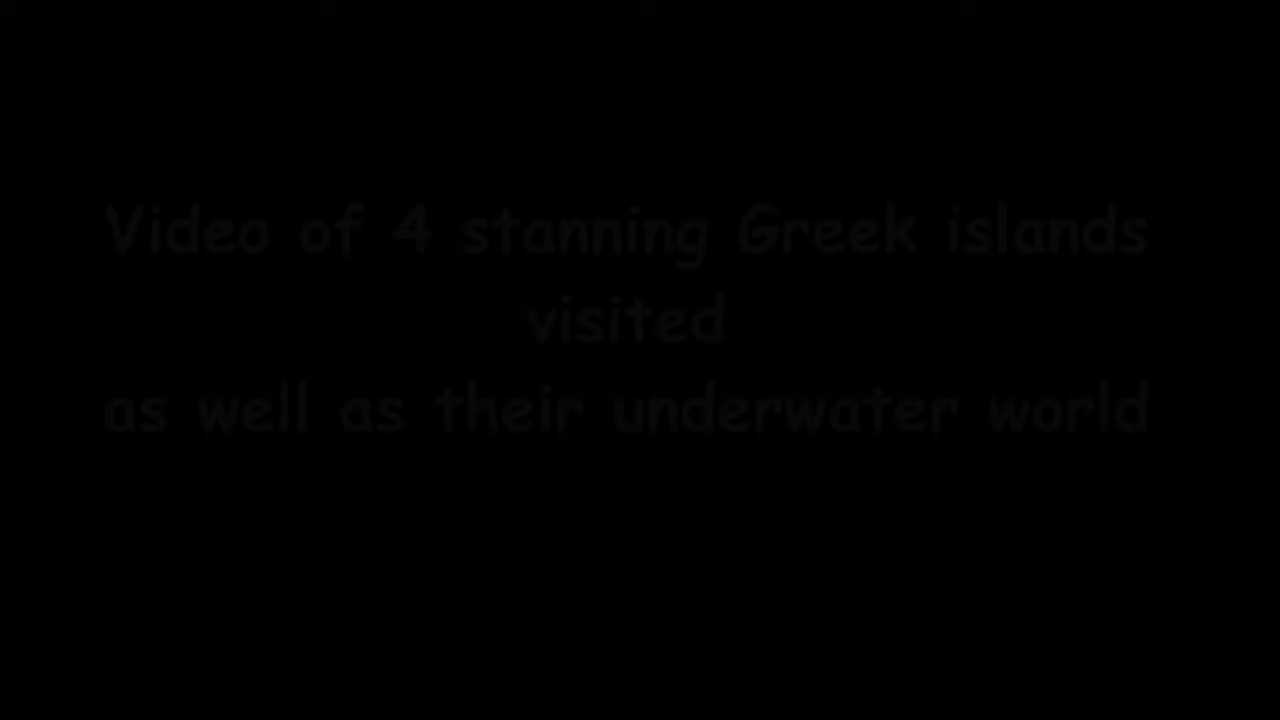 Video of 4 stanning Greek islands
visited
as well as their underwater world